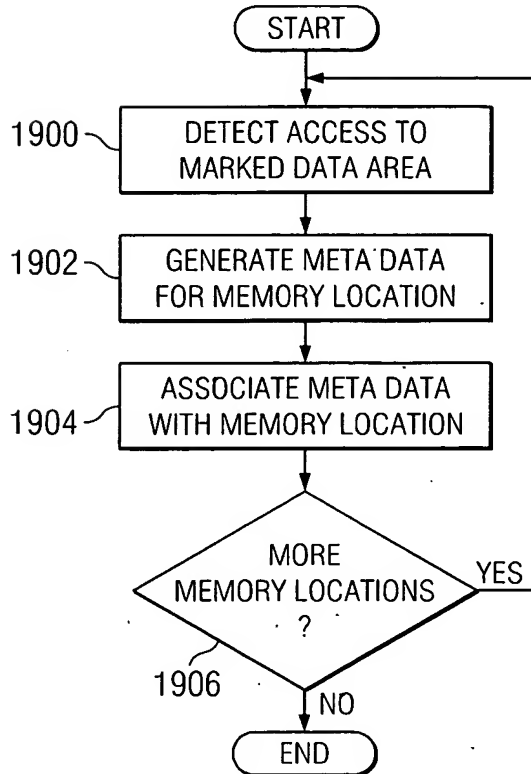 START
1900
DETECT ACCESS TO
MARKED DATA AREA
1902
GENERATE META DATA
FOR MEMORY LOCATION
1904
ASSOCIATE META DATA
WITH MEMORY LOCATION
MORE
MEMORY LOCATIONS
?
YES
1906
NO
END